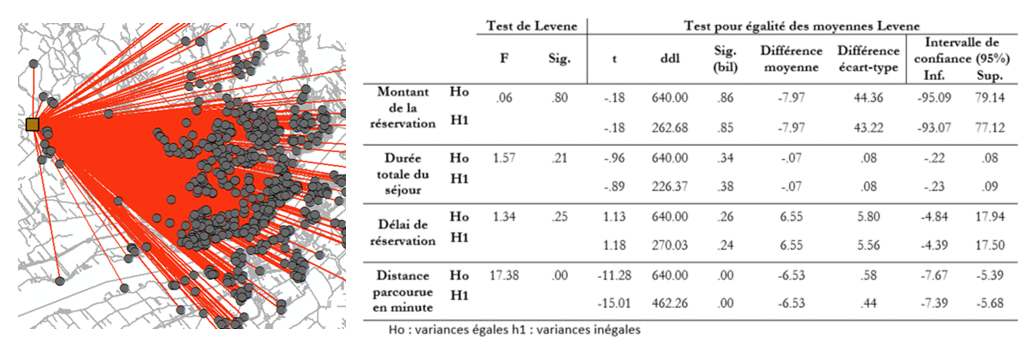 Test de Levene Test pour égalité des moyennes Levene
F Sig. t ddl Sig. (bil) Différence moyenne Différence écart-type Intervalle de confiance (95%) Inf. Sup.
Montant de la réservation Ho .06 .80 -.18 640.00 .86 -7.97 44.36 -95.09 79.14
H1 -.18 262.68 .85 -7.97 43.22 -93.07 77.12
Durée totale du séjour Ho 1.57 .21 -.96 640.00 .34 -.07 .08 -.22 .08
H1 -.89 226.37 .38 -.07 .08 -.23 .09
Délai de réservation Ho 1.34 .25 1.13 640.00 .26 6.55 5.80 -4.84 17.94
H1 1.18 270.03 .24 6.55 5.56 -4.39 17.50
Distance parcourue en minute Ho 17.38 .00 -11.28 640.00 .00 -6.53 .58 -7.67 -5.39
H1 -15.01 462.26 .00 -6.53 .44 -7.39 -5.68
Ho : variances égales h1 : variances inégales